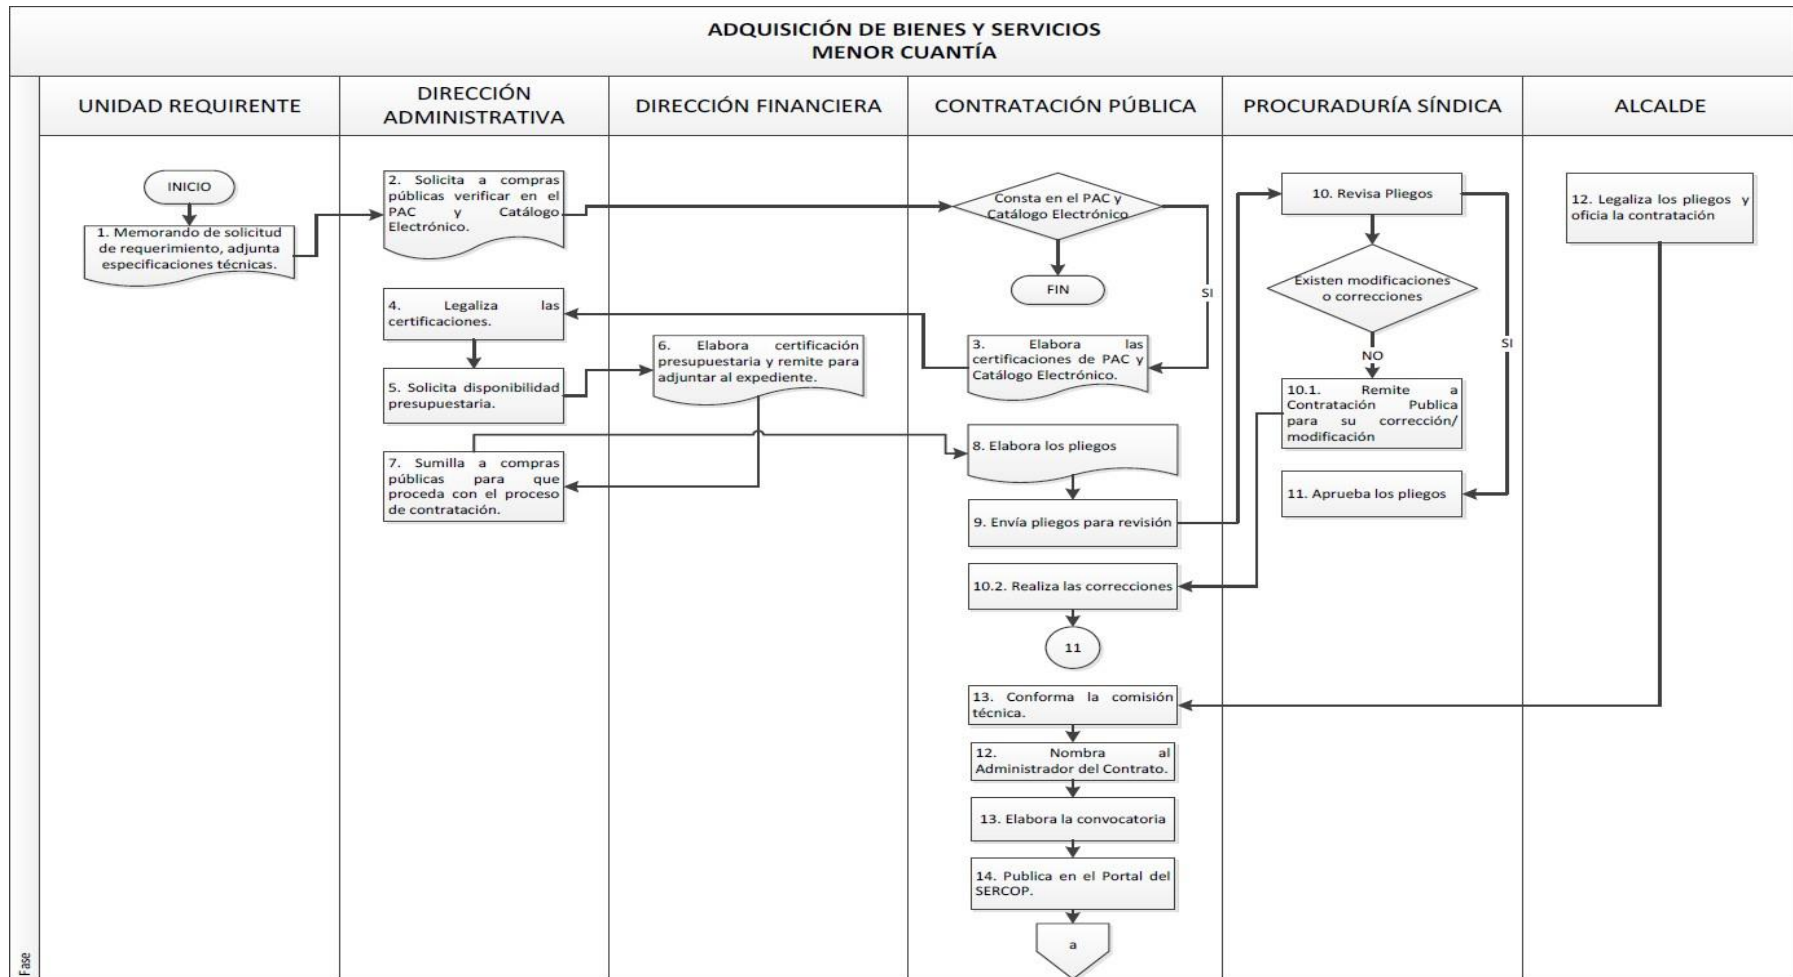 ADQUISICIÓN DE BIENES Y SERVICIOS
MENOR CUANTÍA
UNIDAD REQUIRENTE
DIRECCIÓN
ADMINISTRATIVA
DIRECCIÓN FINANCIERA
CONTRATACIÓN PÚBLICA
PROCURADURÍA SÍNDICA
ALCALDE
INICIO
1. Memorando de solicitud
de requerimiento, adjunta
especificaciones técnicas.
2. Solicita a compras
públicas verificar en el
PAC y Catálogo
Electrónico.
4. Legaliza las
certificaciones.
5. Solicita disponibilidad
presupuestaria.
7. Sumilla a compras
públicas para que
proceda con el proceso
de contratación.
6. Elabora certificación
presupuestaria y remite para
adjuntar al expediente.
Consta en el PAC y
Catálogo Electrónico
FIN
SI
3. Elabora las
certificaciones de PAC y
Catálogo Electrónico.
8. Elabora los pliegos
9. Envía pliegos para revisión
10.2. Realiza las correcciones
11
13. Conforma la comisión
técnica.
12. Nombra al
Administrador del Contrato.
13. Elabora la convocatoria
14. Publica en el Portal del
SERCOP.
a
10. Revisa Pliegos
Existen modificaciones
o correcciones
NO
SI
10.1. Remite a
Contratación Publica
para su corrección/
modificación
11. Aprueba los pliegos
12. Legaliza los pliegos y
oficia la contratación
Fase